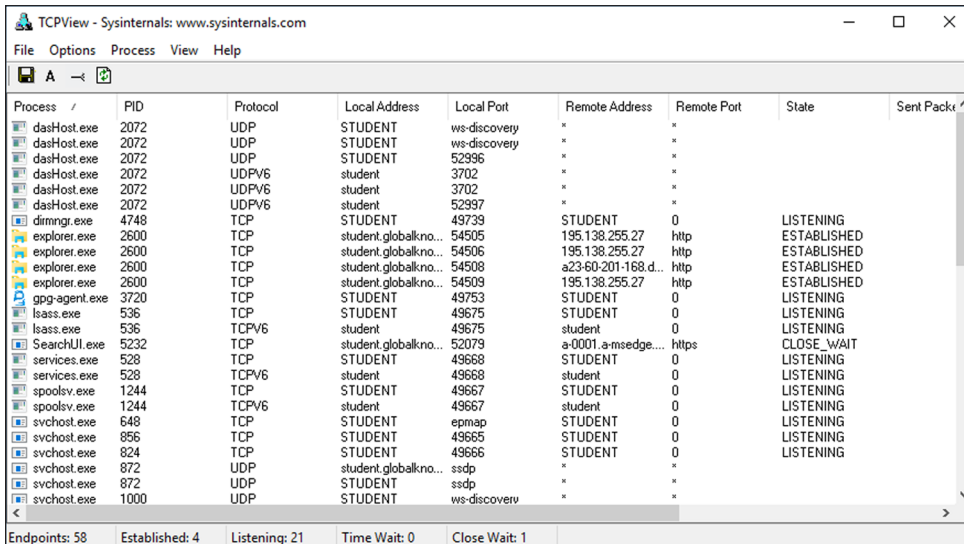 TCPView - Sysinternals: www.sysinternals.com
File Options Process View Help
A
Process / PID Protocol Local Address Local Port Remote Address Remote Port State Sent Packe
dasHost.exe 2072 UDP STUDENT ws-discovery * *
dasHost.exe 2072 UDP STUDENT ws-discovery * *
dasHost.exe 2072 UDP STUDENT 52996 * *
dasHost.exe 2072 UDPV6 student 3702 * *
dasHost.exe 2072 UDPV6 student 3702 * *
dasHost.exe 2072 UDPV6 student 52997 * *
dirmngr.exe 4748 TCP STUDENT 49739 STUDENT 0 LISTENING
explorer.exe 2600 TCP student.globalkno... 54505 195.138.255.27 http ESTABLISHED
explorer.exe 2600 TCP student.globalkno... 54506 195.138.255.27 http ESTABLISHED
explorer.exe 2600 TCP student.globalkno... 54508 a23-60-201-168.d... http ESTABLISHED
explorer.exe 2600 TCP student.globalkno... 54509 195.138.255.27 http ESTABLISHED
gpg-agent.exe 3720 TCP STUDENT 49753 STUDENT 0 LISTENING
lsass.exe 536 TCP STUDENT 49675 STUDENT 0 LISTENING
lsass.exe 536 TCPV6 student 49675 student 0 LISTENING
SearchUI.exe 5232 TCP student.globalkno... 52079 a-0001.a-msedge.... https CLOSE_WAIT
services.exe 528 TCP STUDENT 49668 STUDENT 0 LISTENING
services.exe 528 TCPV6 student 49668 student 0 LISTENING
spoolsv.exe 1244 TCP STUDENT 49667 STUDENT 0 LISTENING
spoolsv.exe 1244 TCPV6 student 49667 student 0 LISTENING
svchost.exe 648 TCP STUDENT epmap STUDENT 0 LISTENING
svchost.exe 856 TCP STUDENT 49665 STUDENT 0 LISTENING
svchost.exe 824 TCP STUDENT 49666 STUDENT 0 LISTENING
svchost.exe 872 UDP student.globalkno... ssdp * *
svchost.exe 872 UDP STUDENT ssdp * *
svchost.exe 1000 UDP STUDENT ws-discovery * *
Endpoints: 58 Established: 4 Listening: 21 Time Wait: 0 Close Wait: 1